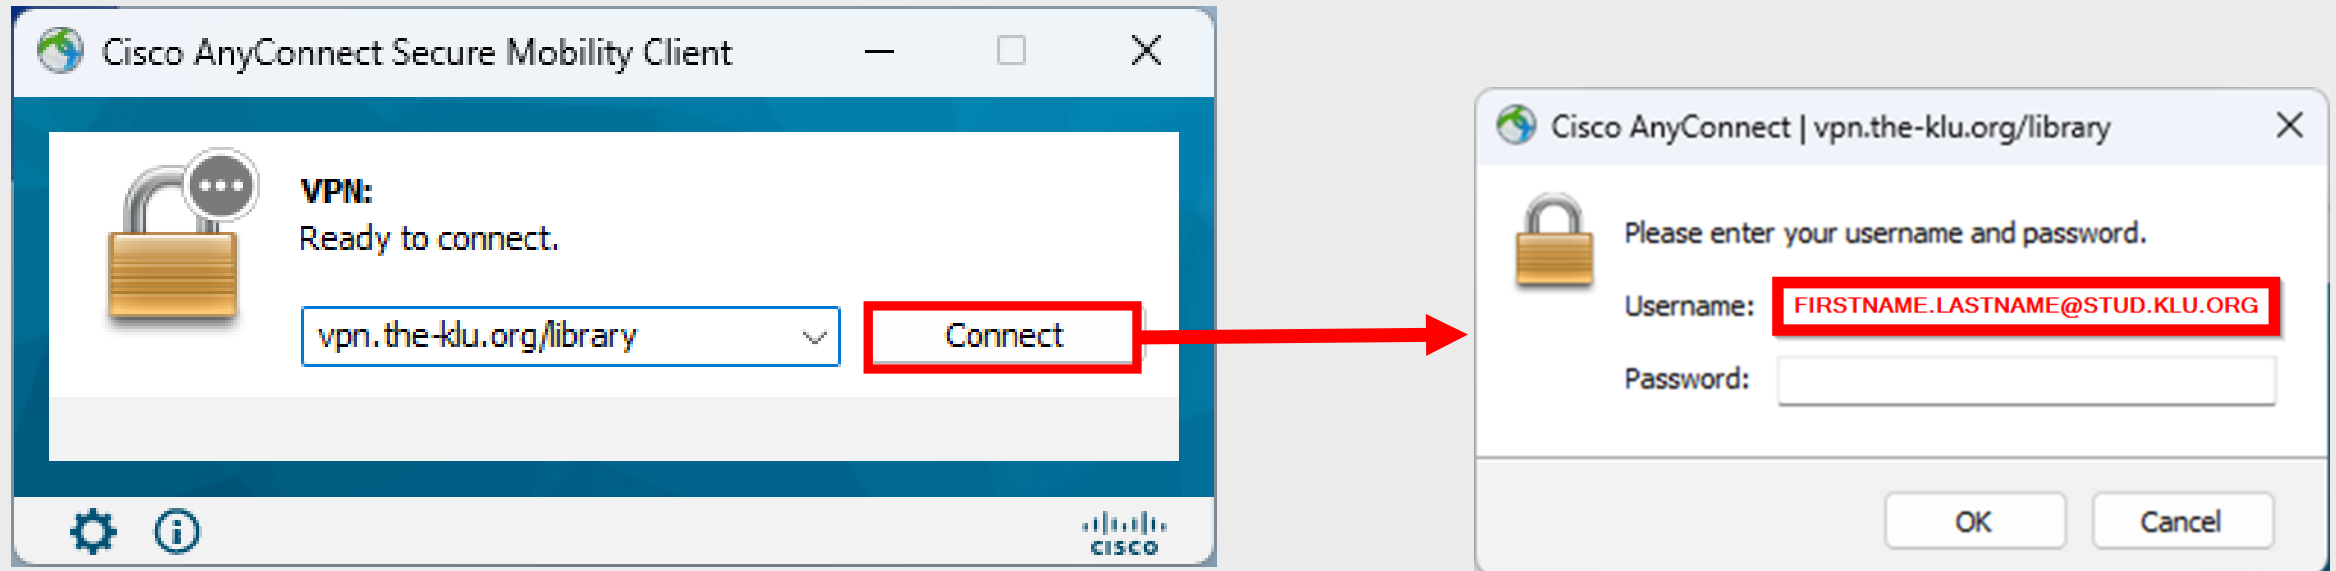 Cisco AnyConnect Secure Mobility Client
VPN:
Ready to connect.
vpn.the-klu.org/library
Connect
CISCO
Cisco AnyConnect | vpn.the-klu.org/library
Please enter your username and password.
Username: FIRSTNAME.LASTNAME@STUD.KLU.ORG
Password:
OK Cancel